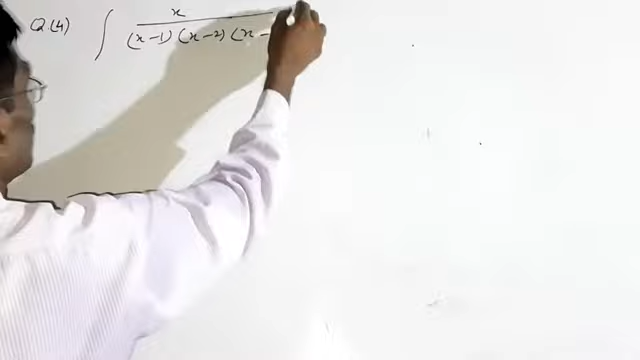 Q.(4) ∫ x / (x-1) (x-2) (x-